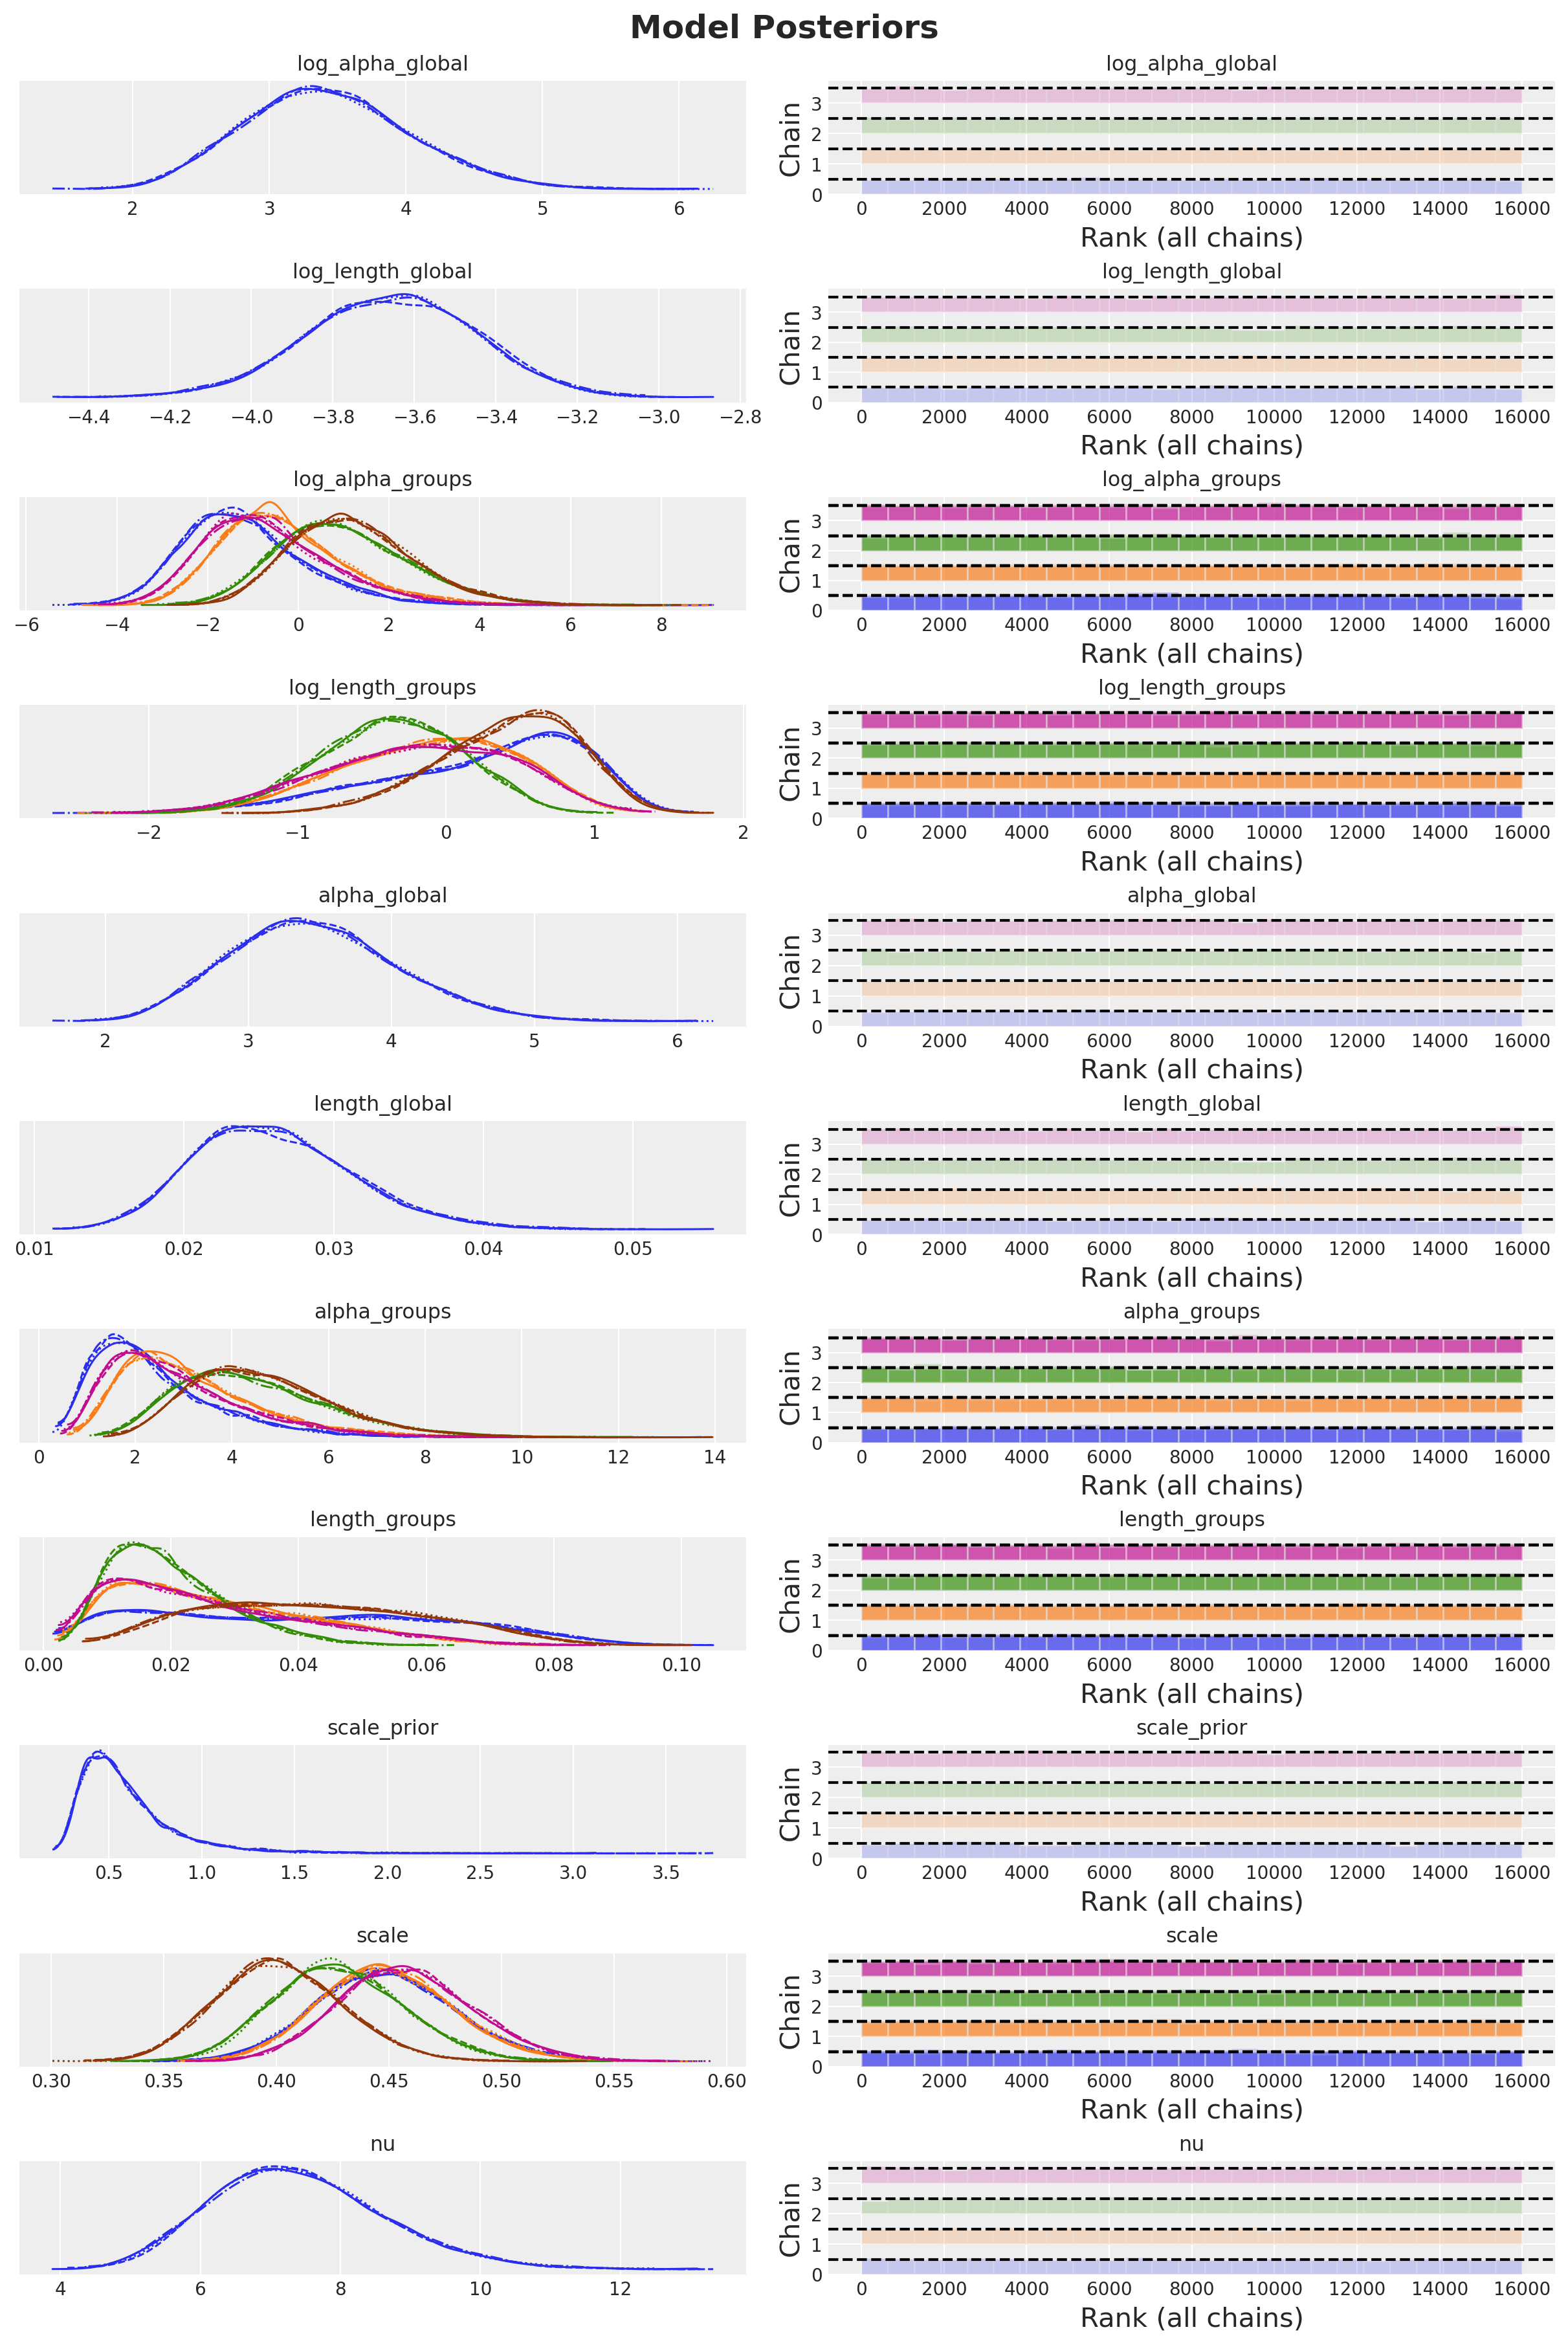 Model Posteriors
log_alpha_global
log_alpha_global
2 3 4 5 6
Chain
3
2
1
0
0 2000 4000 6000 8000 10000 12000 14000 16000
Rank (all chains)
log_length_global
log_length_global
−4.4 −4.2 −4.0 −3.8 −3.6 −3.4 −3.2 −3.0 −2.8
Chain
3
2
1
0
0 2000 4000 6000 8000 10000 12000 14000 16000
Rank (all chains)
log_alpha_groups
log_alpha_groups
−6 −4 −2 0 2 4 6 8
Chain
3
2
1
0
0 2000 4000 6000 8000 10000 12000 14000 16000
Rank (all chains)
log_length_groups
log_length_groups
−2 −1 0 1 2
Chain
3
2
1
0
0 2000 4000 6000 8000 10000 12000 14000 16000
Rank (all chains)
alpha_global
alpha_global
2 3 4 5 6
Chain
3
2
1
0
0 2000 4000 6000 8000 10000 12000 14000 16000
Rank (all chains)
length_global
length_global
0.01 0.02 0.03 0.04 0.05
Chain
3
2
1
0
0 2000 4000 6000 8000 10000 12000 14000 16000
Rank (all chains)
alpha_groups
alpha_groups
0 2 4 6 8 10 12 14
Chain
3
2
1
0
0 2000 4000 6000 8000 10000 12000 14000 16000
Rank (all chains)
length_groups
length_groups
0.00 0.02 0.04 0.06 0.08 0.10
Chain
3
2
1
0
0 2000 4000 6000 8000 10000 12000 14000 16000
Rank (all chains)
scale_prior
scale_prior
0.5 1.0 1.5 2.0 2.5 3.0 3.5
Chain
3
2
1
0
0 2000 4000 6000 8000 10000 12000 14000 16000
Rank (all chains)
scale
scale
0.30 0.35 0.40 0.45 0.50 0.55 0.60
Chain
3
2
1
0
0 2000 4000 6000 8000 10000 12000 14000 16000
Rank (all chains)
nu
nu
4 6 8 10 12
Chain
3
2
1
0
0 2000 4000 6000 8000 10000 12000 14000 16000
Rank (all chains)